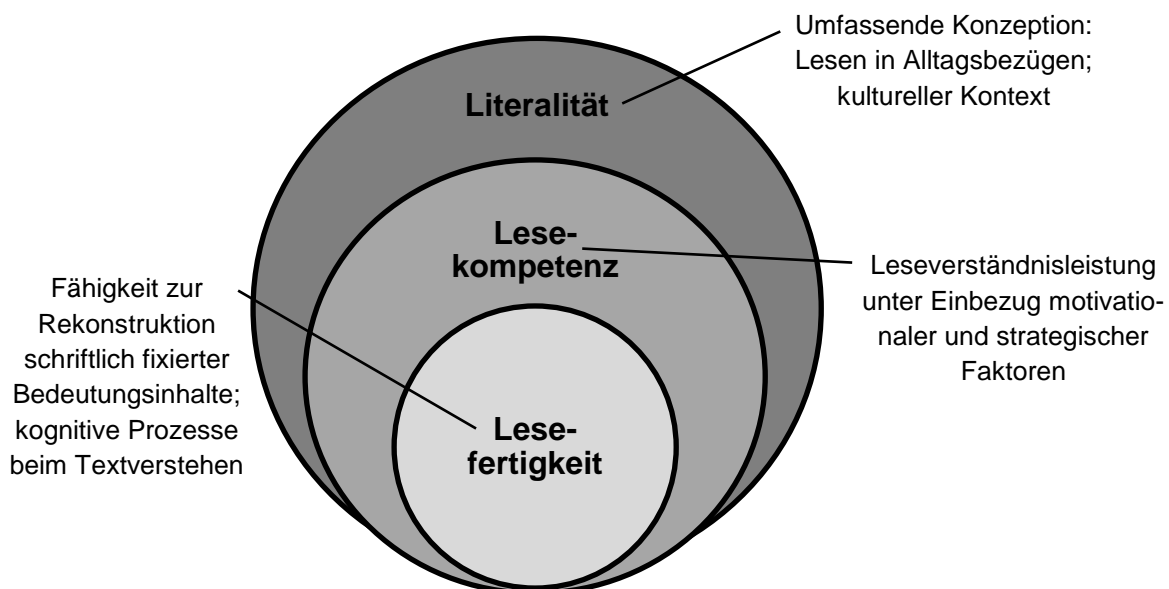 Umfassende Konzeption:
Lesen in Alltagsbezügen;
kultureller Kontext
Literalität
Lese-
kompetenz
Leseverständnisleistung
unter Einbezug motivatio-
naler und strategischer
Faktoren
Fähigkeit zur
Rekonstruktion
schriftlich fixierter
Bedeutungsinhalte;
kognitive Prozesse
beim Textverstehen
Lese-
fertigkeit